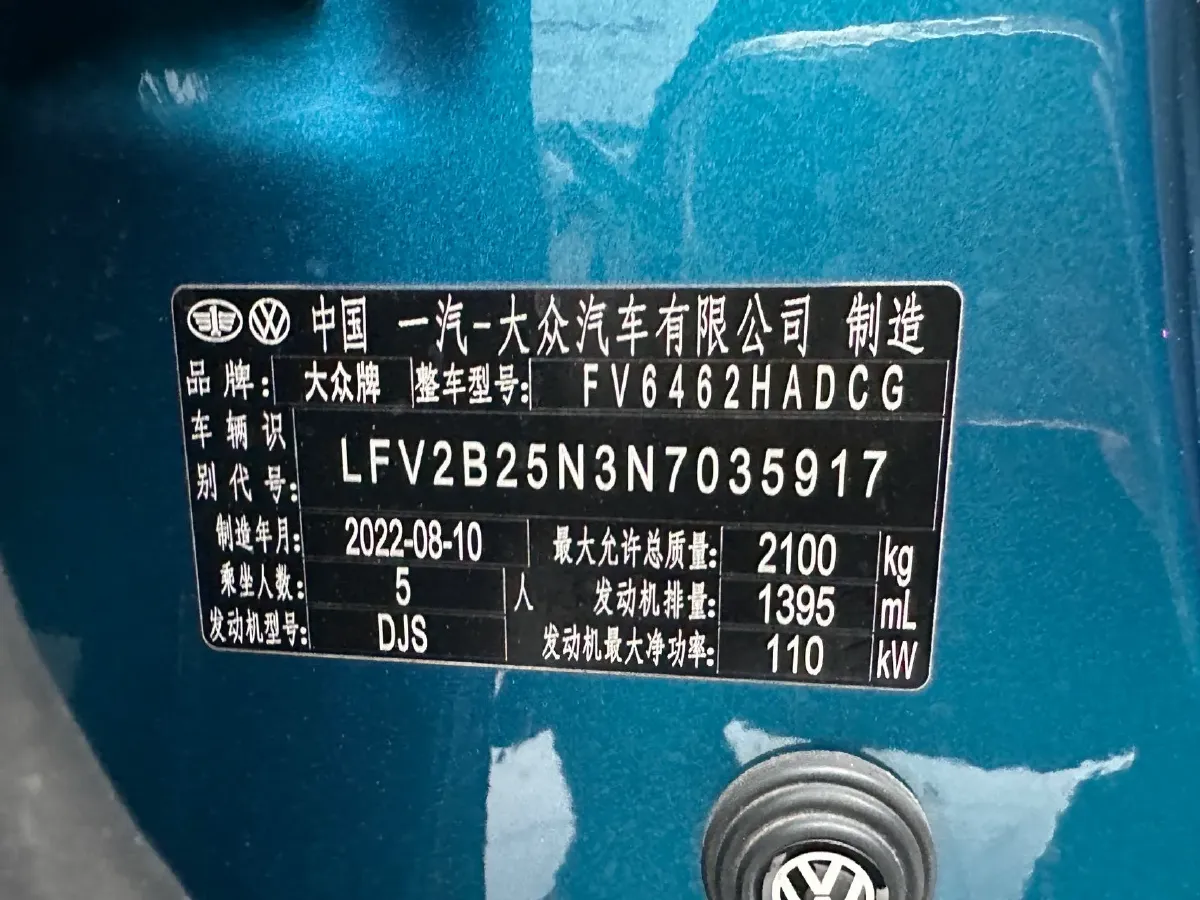 中国 一汽-大众汽车有限公司 制造
品牌: 大众牌 整车型号: FV6462HADCG
车辆识别代号: LFV2B25N3N7035917
制造年月: 2022-08-10 最大允许总质量: 2100 kg
乘坐人数: 5 人 发动机排量: 1395 mL
发动机型号: DJS 发动机最大净功率: 110 kW